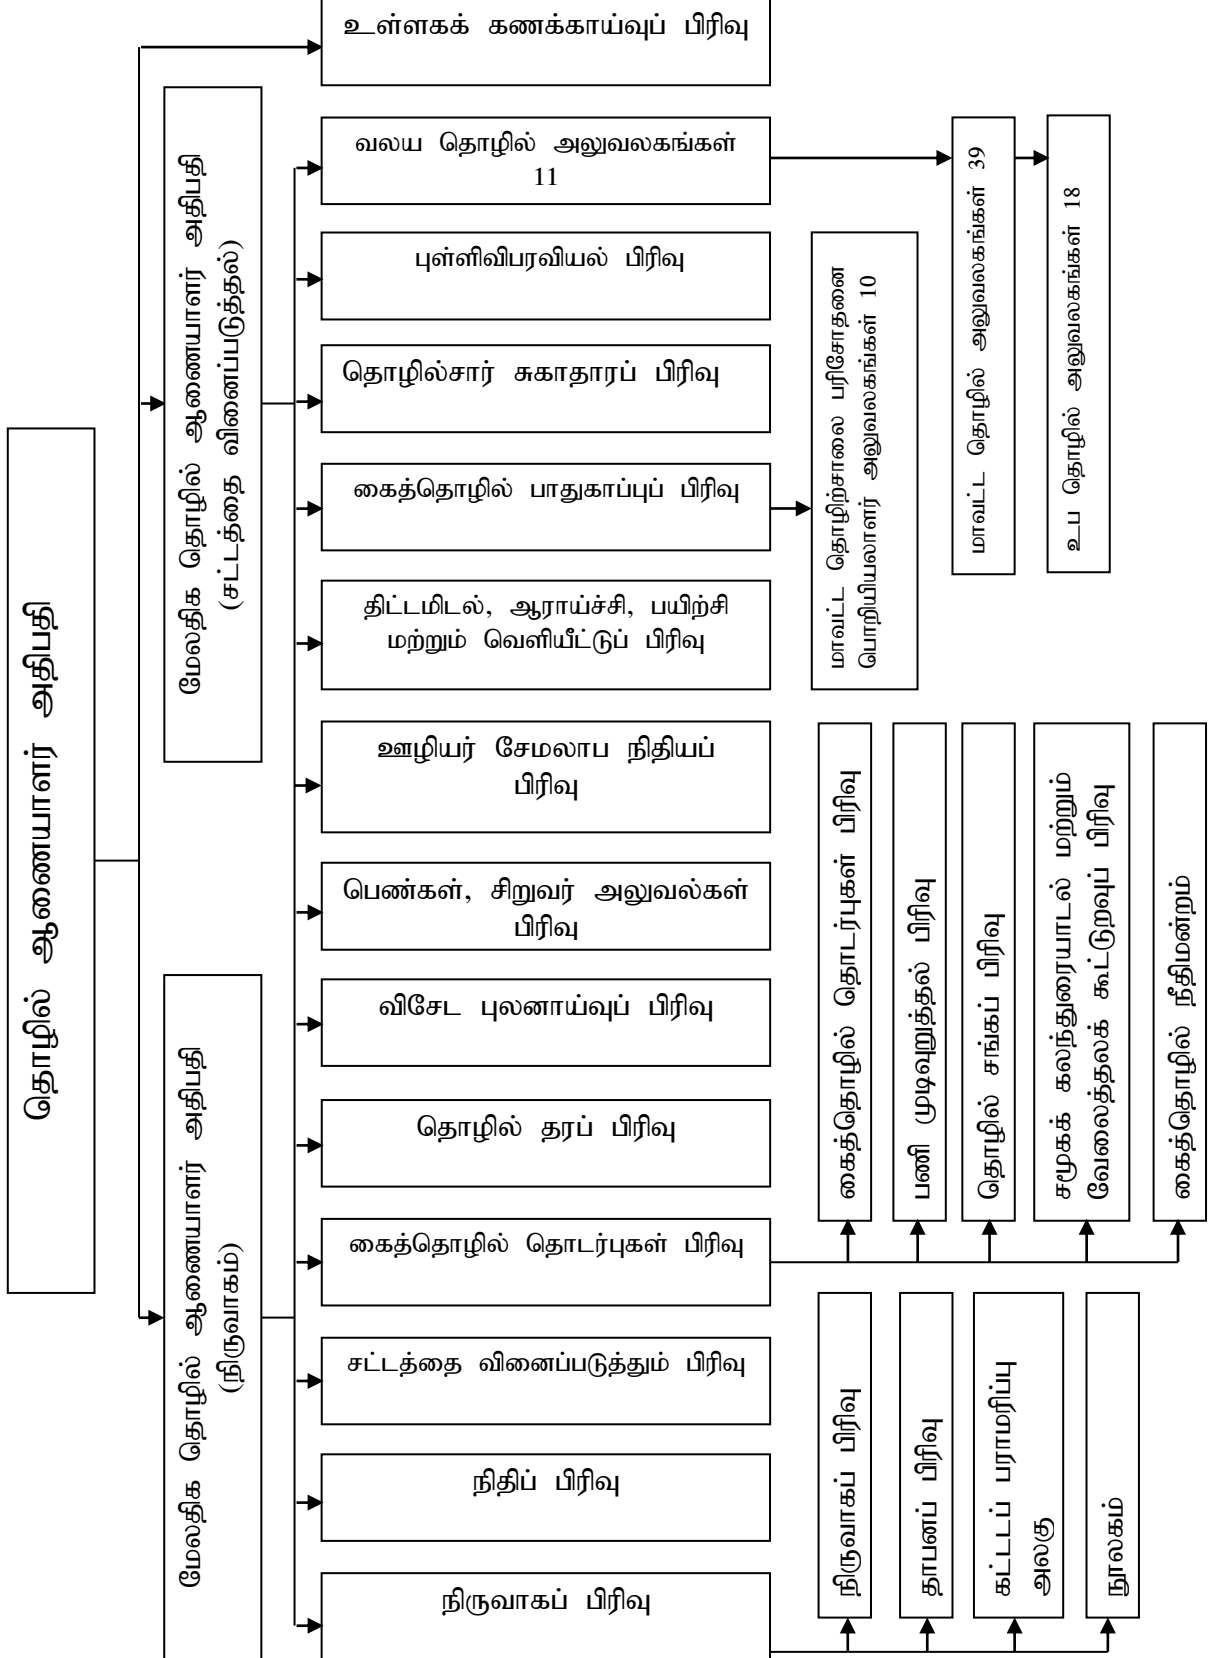 தொழில் ஆணையாளர் அதிபதி
மேலதிக தொழில் ஆணையாளர் அதிபதி
(சட்டத்தை வினைப்படுத்தல்)
மேலதிக தொழில் ஆணையாளர் அதிபதி
(நிருவாகம்)
உள்ளகக் கணக்காய்வுப் பிரிவு
வலய தொழில் அலுவலகங்கள்
11
புள்ளிவிபரவியல் பிரிவு
தொழில்சார் சுகாதாரப் பிரிவு
கைத்தொழில் பாதுகாப்புப் பிரிவு
திட்டமிடல், ஆராய்ச்சி, பயிற்சி
மற்றும் வெளியீட்டுப் பிரிவு
ஊழியர் சேமலாப நிதியப்
பிரிவு
பெண்கள், சிறுவர் அலுவல்கள்
பிரிவு
விசேட புலனாய்வுப் பிரிவு
தொழில் தரப் பிரிவு
கைத்தொழில் தொடர்புகள் பிரிவு
சட்டத்தை வினைப்படுத்தும் பிரிவு
நிதிப் பிரிவு
நிருவாகப் பிரிவு
மாவட்ட தொழிற்சாலை பரிசோதனை
பொறியியலாளர் அலுவலகங்கள் 10
மாவட்ட தொழில் அலுவலகங்கள் 39
உப தொழில் அலுவலகங்கள் 18
கைத்தொழில் தொடர்புகள் பிரிவு
பணி முடிவுறுத்தல் பிரிவு
தொழில் சங்கப் பிரிவு
சமூகக் கலந்துரையாடல் மற்றும்
வேலைத்தலக் கூட்டுறவுப் பிரிவு
கைத்தொழில் நீதிமன்றம்
நிருவாகப் பிரிவு
தாபனப் பிரிவு
கட்டடப் பராமரிப்பு
அலகு
நூலகம்